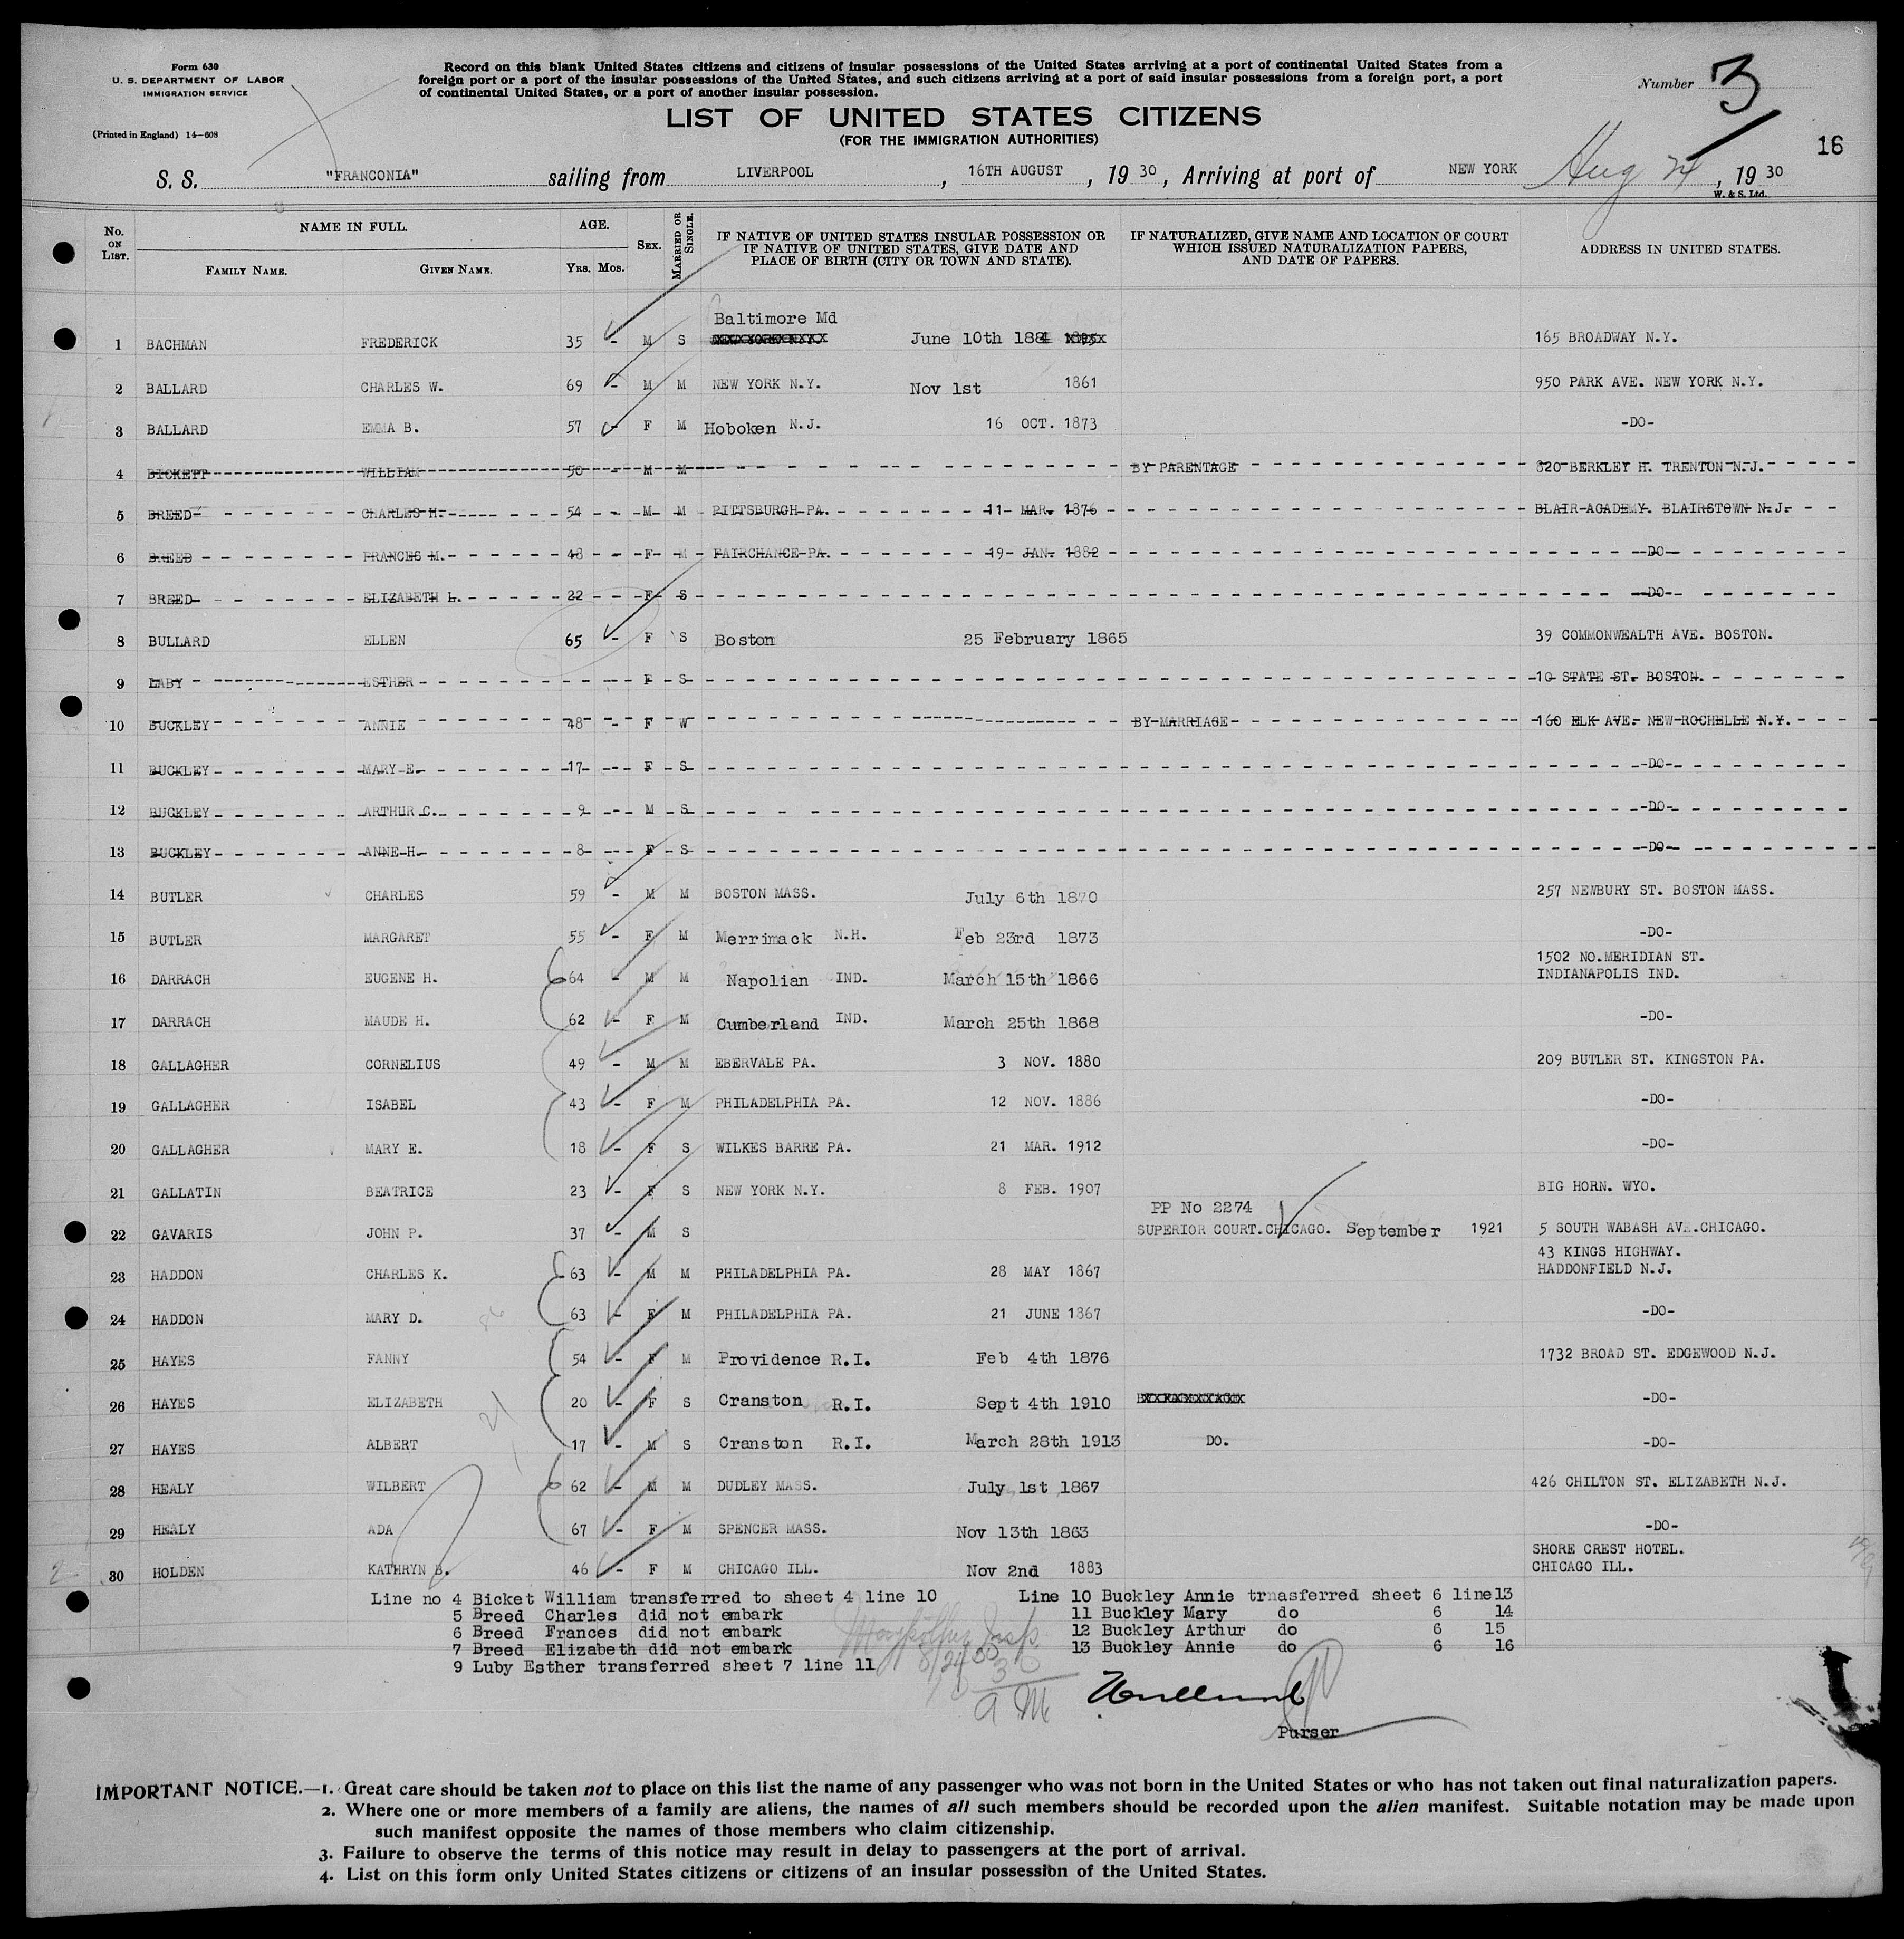 Form 630
U. S. DEPARTMENT OF LABOR
IMMIGRATION SERVICE
(Printed in England) 14-608
Record on this blank United States citizens and citizens of insular possessions of the United States arriving at a port of continental United States from a
foreign port or a port of the insular possessions of the United States, and such citizens arriving at a port of said insular possessions from a foreign port, a port
of continental United States, or a port of another insular possession.
Number 3
LIST OF UNITED STATES CITIZENS
(FOR THE IMMIGRATION AUTHORITIES)
16
S. S. "FRANCONIA" sailing from LIVERPOOL, 16TH AUGUST, 19 30, Arriving at port of NEW YORK Aug 24, 19 30
W. & S. Ltd.
No. ON LIST. NAME IN FULL. FAMILY NAME. GIVEN NAME. AGE. YRS. MOS. SEX. MARRIED OR SINGLE. IF NATIVE OF UNITED STATES INSULAR POSSESSION OR IF NATIVE OF UNITED STATES, GIVE DATE AND PLACE OF BIRTH (CITY OR TOWN AND STATE). IF NATURALIZED, GIVE NAME AND LOCATION OF COURT WHICH ISSUED NATURALIZATION PAPERS, AND DATE OF PAPERS. ADDRESS IN UNITED STATES.
Baltimore Md
1 BACHMAN FREDERICK 35 - M S June 10th 1884 165 BROADWAY N.Y.
2 BALLARD CHARLES W. 69 - M M NEW YORK N.Y. Nov 1st 1861 950 PARK AVE. NEW YORK N.Y.
3 BALLARD EMMA B. 57 - F M Hoboken N.J. 16 OCT. 1873 -DO-
4 BICKETT WILLIAM 50 - M M BY PARENTAGE 820 BERKLEY H. TRENTON N.J.
5 BREED CHARLES H. 54 - M M PITTSBURGH PA. 11 MAR. 1876 BLAIR ACADEMY. BLAIRSTOWN N.J.
6 BREED FRANCES M. 48 - F M FAIRCHANCE PA. 19 JAN. 1882 -DO-
7 BREED ELIZABETH L. 22 - F S -DO-
8 BULLARD ELLEN 65 - F S Boston 25 February 1865 39 COMMONWEALTH AVE. BOSTON.
9 LABY ESTHER - F S 10 STATE ST. BOSTON.
10 BUCKLEY ANNIE 48 - F W BY MARRIAGE 160 ELK AVE. NEW ROCHELLE N.Y.
11 BUCKLEY MARY E. 17 - F S -DO-
12 BUCKLEY ARTHUR C. 9 - M S -DO-
13 BUCKLEY ANNE H. 8 - F S -DO-
14 BUTLER CHARLES 59 - M M BOSTON MASS. July 6th 1870 257 NEWBURY ST. BOSTON MASS.
15 BUTLER MARGARET 55 - F M Merrimack N.H. Feb 23rd 1873 -DO-
1502 NO.MERIDIAN ST.
16 DARRACH EUGENE H. 64 - M M Napolian IND. March 15th 1866 INDIANAPOLIS IND.
17 DARRACH MAUDE H. 62 - F M Cumberland IND. March 25th 1868 -DO-
18 GALLAGHER CORNELIUS 49 - M M EBERVALE PA. 3 NOV. 1880 209 BUTLER ST. KINGSTON PA.
19 GALLAGHER ISABEL 43 - F M PHILADELPHIA PA. 12 NOV. 1886 -DO-
20 GALLAGHER MARY E. 18 - F S WILKES BARRE PA. 21 MAR. 1912 -DO-
21 GALLATIN BEATRICE 23 - F S NEW YORK N.Y. 8 FEB. 1907 BIG HORN. WYO.
PP No 2274
22 GAVARIS JOHN P. 37 - M S SUPERIOR COURT.CHICAGO. September 1921 5 SOUTH WABASH AVE.CHICAGO.
43 KINGS HIGHWAY.
23 HADDON CHARLES K. 63 - M M PHILADELPHIA PA. 28 MAY 1867 HADDONFIELD N.J.
24 HADDON MARY D. 63 - F M PHILADELPHIA PA. 21 JUNE 1867 -DO-
25 HAYES FANNY 54 - F M Providence R.I. Feb 4th 1876 1732 BROAD ST. EDGEWOOD N.J.
26 HAYES ELIZABETH 20 - F S Cranston R.I. Sept 4th 1910 -DO-
27 HAYES ALBERT 17 - M S Cranston R.I. March 28th 1913 DO. -DO-
28 HEALY WILBERT 62 - M M DUDLEY MASS. July 1st 1867 426 CHILTON ST. ELIZABETH N.J.
29 HEALY ADA 67 - F M SPENCER MASS. Nov 13th 1863 -DO-
SHORE CREST HOTEL.
30 HOLDEN KATHRYN B. 46 - F M CHICAGO ILL. Nov 2nd 1883 CHICAGO ILL.
Line no 4 Bicket William transferred to sheet 4 line 10 Line 10 Buckley Annie trnasferred sheet 6 line13
5 Breed Charles did not embark 11 Buckley Mary do 6 14
6 Breed Frances did not embark 12 Buckley Arthur do 6 15
7 Breed Elizabeth did not embark 13 Buckley Annie do 6 16
9 Luby Esther transferred sheet 7 line 11
8/24/30
A M
Purser
IMPORTANT NOTICE.—1. Great care should be taken not to place on this list the name of any passenger who was not born in the United States or who has not taken out final naturalization papers.
2. Where one or more members of a family are aliens, the names of all such members should be recorded upon the alien manifest. Suitable notation may be made upon
such manifest opposite the names of those members who claim citizenship.
3. Failure to observe the terms of this notice may result in delay to passengers at the port of arrival.
4. List on this form only United States citizens or citizens of an insular possession of the United States.